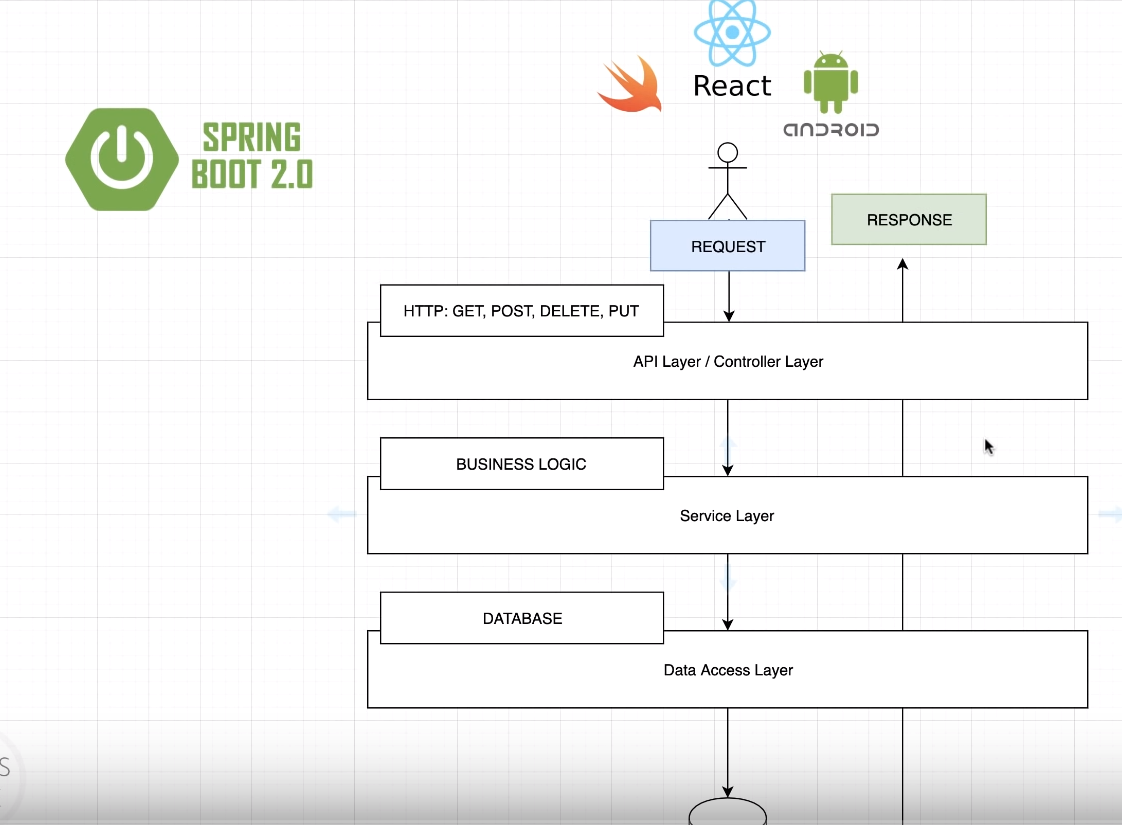 React
ANDROID
SPRING
BOOT 2.0
RESPONSE
REQUEST
HTTP: GET, POST, DELETE, PUT
API Layer / Controller Layer
BUSINESS LOGIC
Service Layer
DATABASE
Data Access Layer
S